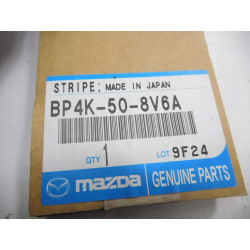 STRIPE; MADE IN JAPAN
BP4K-50-8V6A
QTY 1 LOT 9F24
mazda GENUINE PARTS